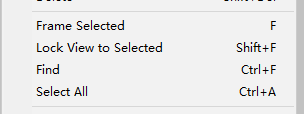 Frame Selected F
Lock View to Selected Shift+F
Find Ctrl+F
Select All Ctrl+A